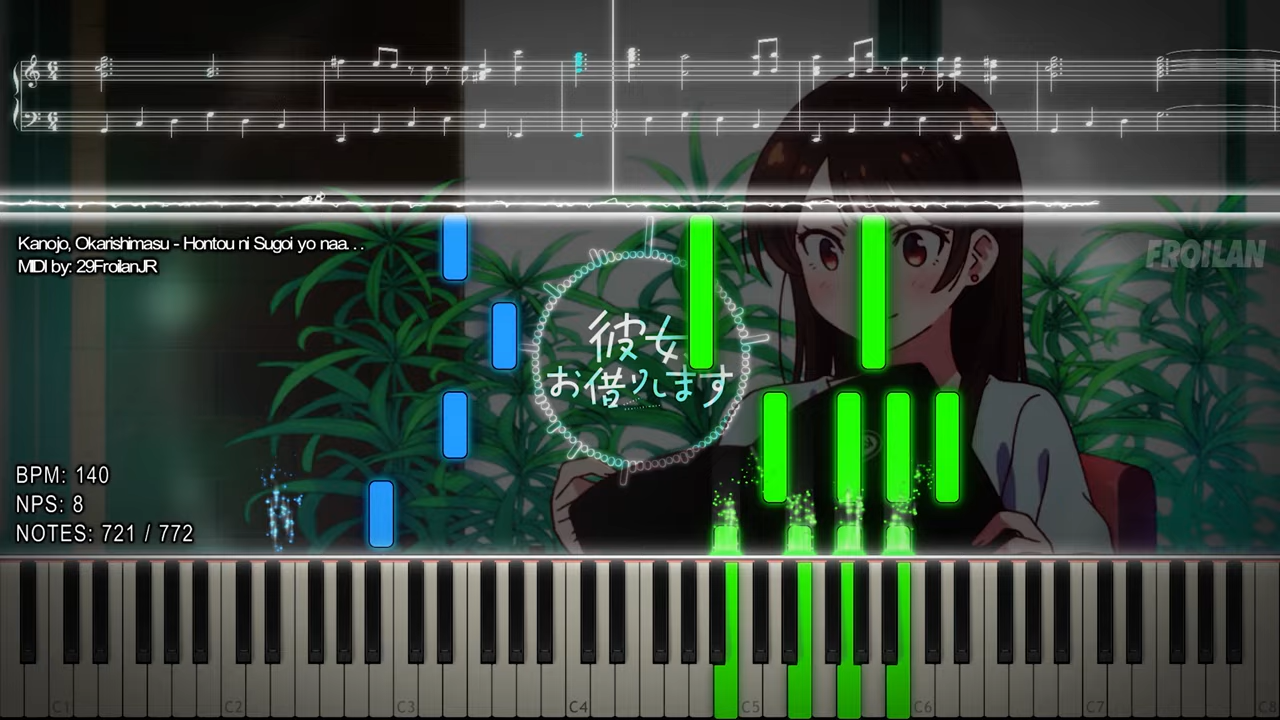 Kanojo, Okarishimasu - Hontou ni Sugoi yo naa. . .
MIDI by: 29FroilanJR
FROILAN
彼女
お借りします
BPM: 140
NPS: 8
NOTES: 721 / 772
C1 C2 C3 C4 C5 C6 C7 C8